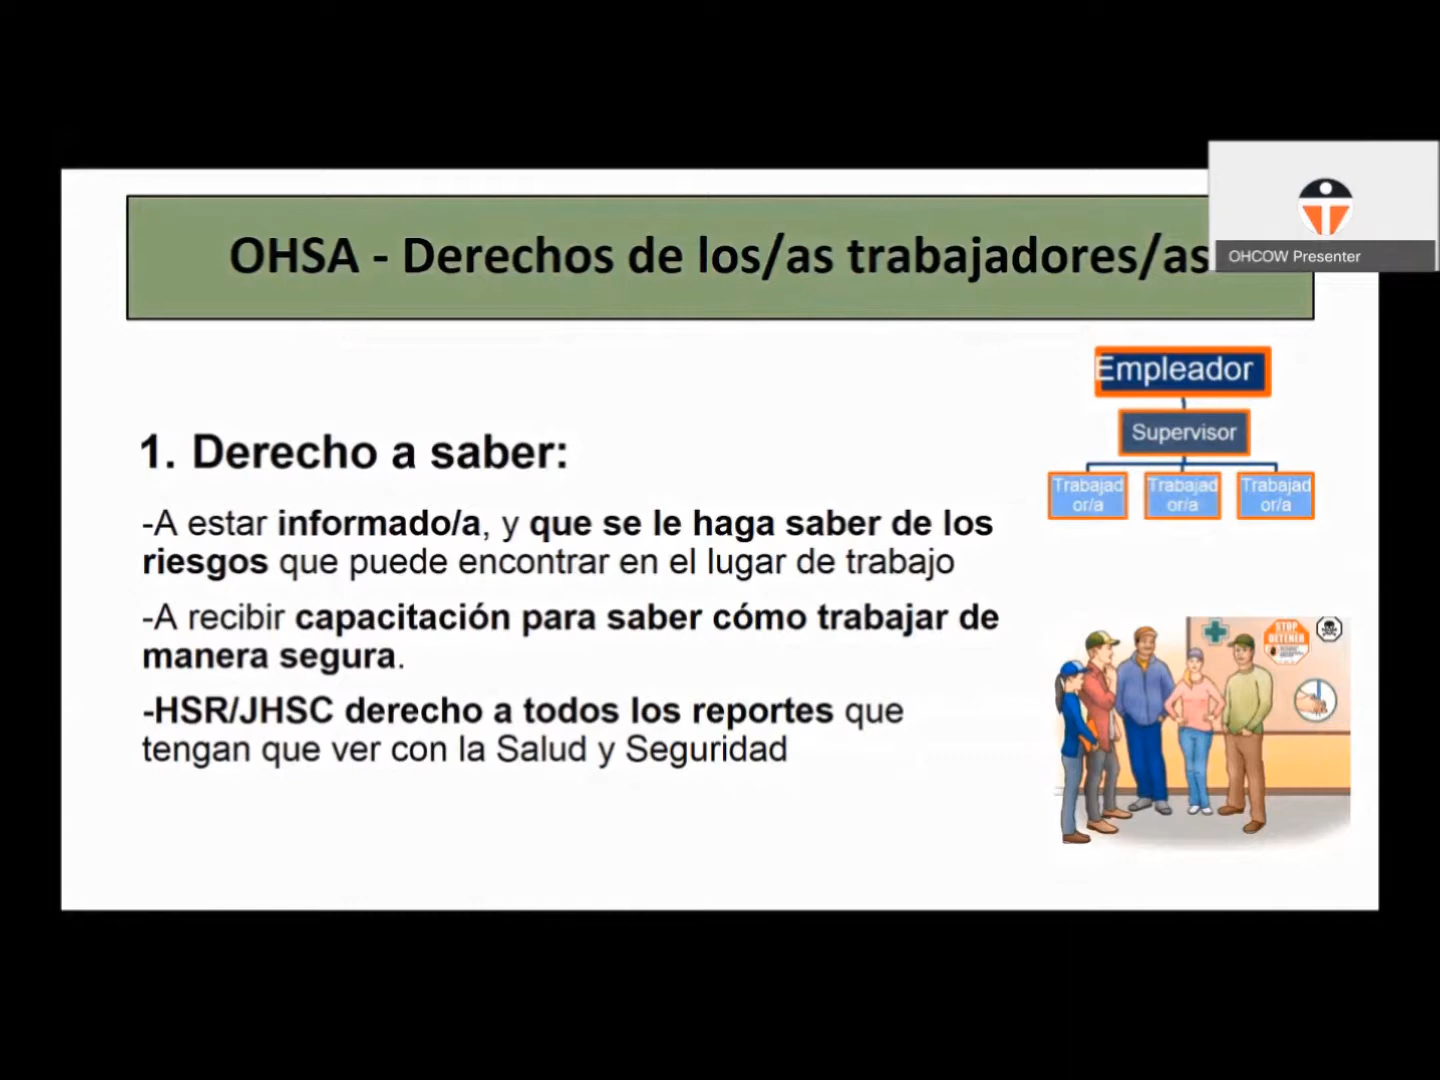 OHSA - Derechos de los/as trabajadores/as
OHCOW Presenter
Empleador
Supervisor
Trabajad
or/a
Trabajad
or/a
Trabajad
or/a
1. Derecho a saber:
-A estar informado/a, y que se le haga saber de los
riesgos que puede encontrar en el lugar de trabajo
-A recibir capacitación para saber cómo trabajar de
manera segura.
-HSR/JHSC derecho a todos los reportes que
tengan que ver con la Salud y Seguridad
STOP
DETENER